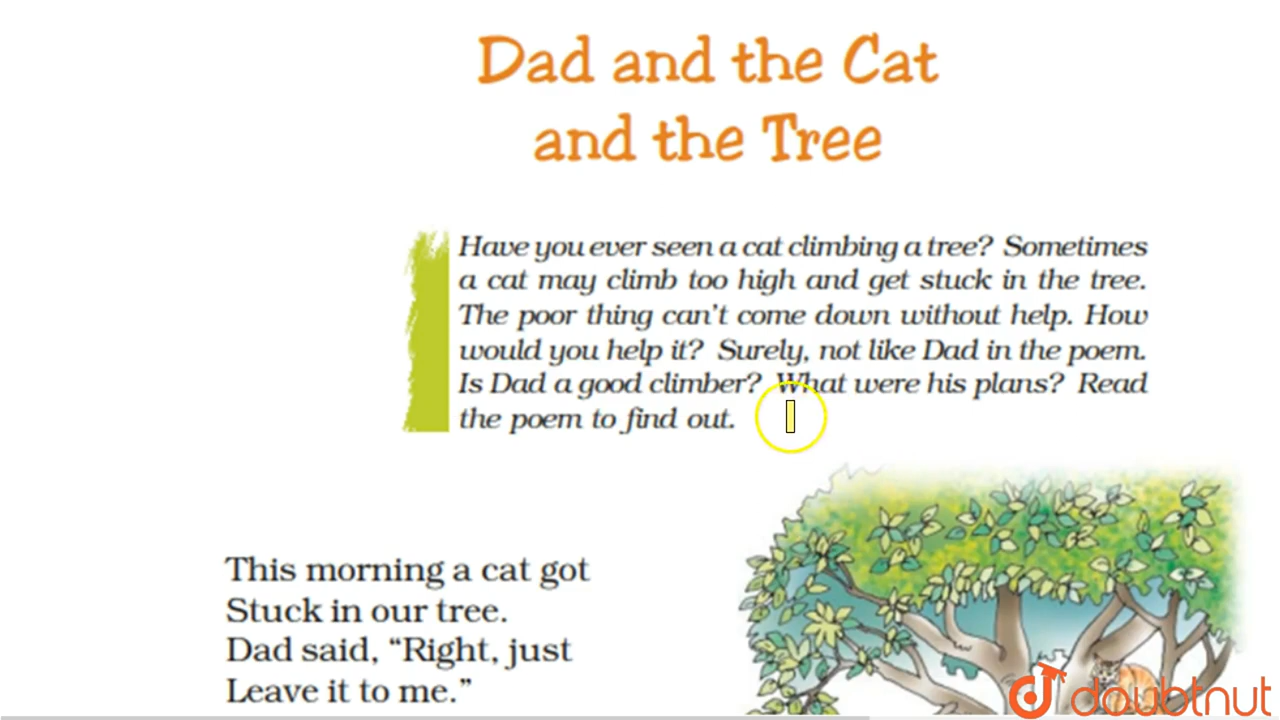 Dad and the Cat
and the Tree
Have you ever seen a cat climbing a tree? Sometimes
a cat may climb too high and get stuck in the tree.
The poor thing can't come down without help. How
would you help it? Surely, not like Dad in the poem.
Is Dad a good climber? What were his plans? Read
the poem to find out.
This morning a cat got
Stuck in our tree.
Dad said, “Right, just
Leave it to me.”
doubtnut